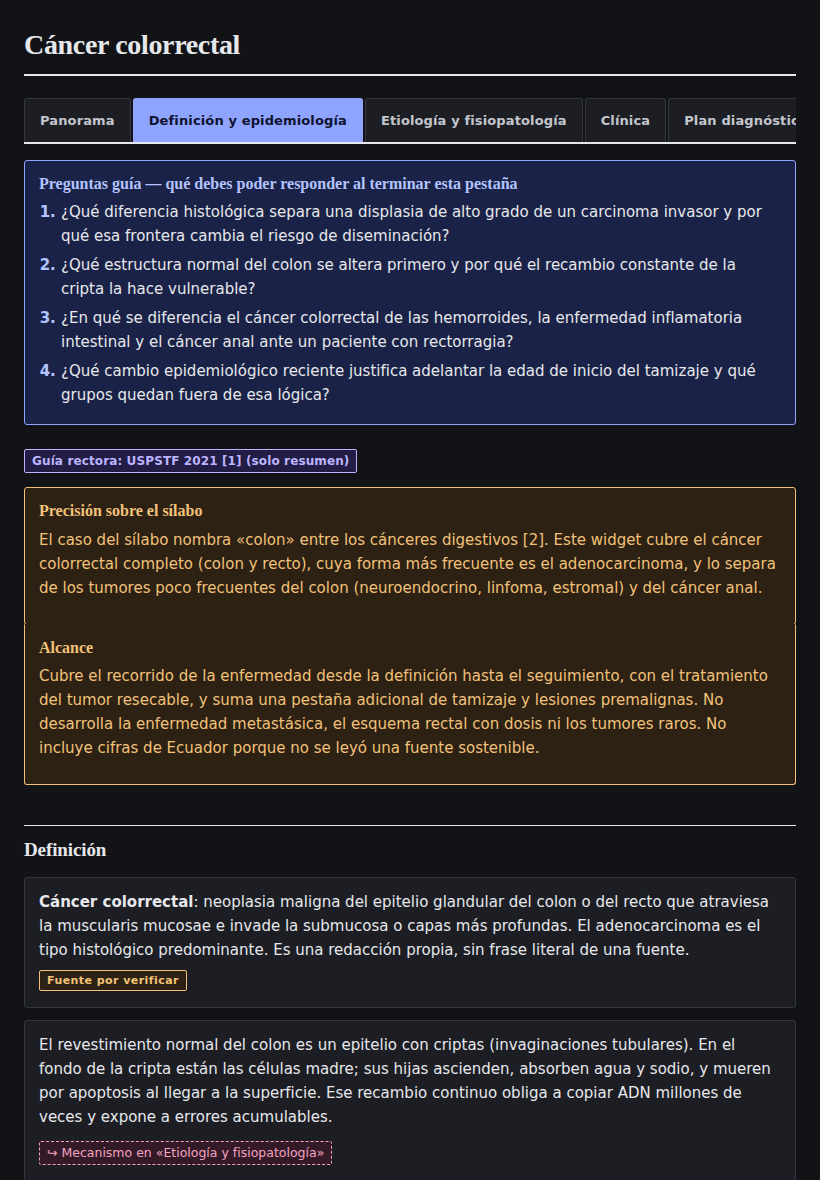 Cáncer colorrectal
Panorama
Definición y epidemiología
Etiología y fisiopatología
Clínica
Plan diagnóstic
Preguntas guía — qué debes poder responder al terminar esta pestaña
1. ¿Qué diferencia histológica separa una displasia de alto grado de un carcinoma invasor y por
qué esa frontera cambia el riesgo de diseminación?
2. ¿Qué estructura normal del colon se altera primero y por qué el recambio constante de la
cripta la hace vulnerable?
3. ¿En qué se diferencia el cáncer colorrectal de las hemorroides, la enfermedad inflamatoria
intestinal y el cáncer anal ante un paciente con rectorragia?
4. ¿Qué cambio epidemiológico reciente justifica adelantar la edad de inicio del tamizaje y qué
grupos quedan fuera de esa lógica?
Guía rectora: USPSTF 2021 [1] (solo resumen)
Precisión sobre el sílabo
El caso del sílabo nombra «colon» entre los cánceres digestivos [2]. Este widget cubre el cáncer
colorrectal completo (colon y recto), cuya forma más frecuente es el adenocarcinoma, y lo separa
de los tumores poco frecuentes del colon (neuroendocrino, linfoma, estromal) y del cáncer anal.
Alcance
Cubre el recorrido de la enfermedad desde la definición hasta el seguimiento, con el tratamiento
del tumor resecable, y suma una pestaña adicional de tamizaje y lesiones premalignas. No
desarrolla la enfermedad metastásica, el esquema rectal con dosis ni los tumores raros. No
incluye cifras de Ecuador porque no se leyó una fuente sostenible.
Definición
Cáncer colorrectal: neoplasia maligna del epitelio glandular del colon o del recto que atraviesa
la muscularis mucosae e invade la submucosa o capas más profundas. El adenocarcinoma es el
tipo histológico predominante. Es una redacción propia, sin frase literal de una fuente.
Fuente por verificar
El revestimiento normal del colon es un epitelio con criptas (invaginaciones tubulares). En el
fondo de la cripta están las células madre; sus hijas ascienden, absorben agua y sodio, y mueren
por apoptosis al llegar a la superficie. Ese recambio continuo obliga a copiar ADN millones de
veces y expone a errores acumulables.
↪ Mecanismo en «Etiología y fisiopatología»